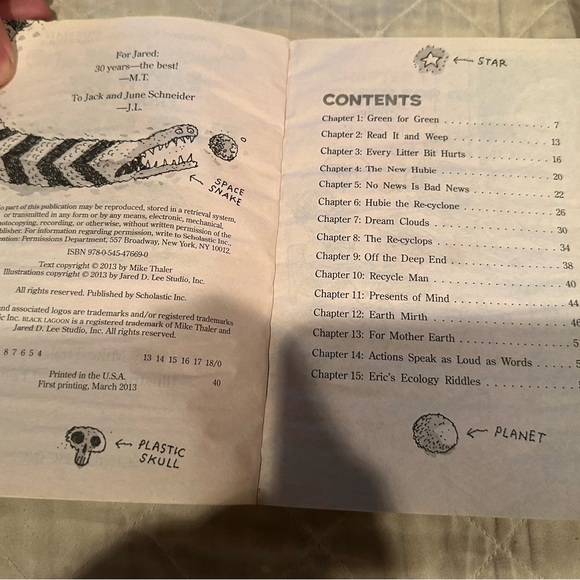 For Jared:
30 years—the best!
—M.T.
To Jack and June Schneider
—J.L.
SPACE
SNAKE
part of this publication may be reproduced, stored in a retrieval system,
or transmitted in any form or by any means, electronic, mechanical,
recording, or otherwise, without written permission of the
For information regarding permission, write to Scholastic Inc.,
Permissions Department, 557 Broadway, New York, NY 10012.
ISBN 978-0-545-47669-0
Text copyright © 2013 by Mike Thaler
Illustrations copyright © 2013 by Jared D. Lee Studio, Inc.
All rights reserved. Published by Scholastic Inc.
and associated logos are trademarks and/or registered trademarks
Inc. BLACK LAGOON is a registered trademark of Mike Thaler and
Jared D. Lee Studio, Inc. All rights reserved.
8 7 6 5 4 13 14 15 16 17 18/0
Printed in the U.S.A. 40
First printing, March 2013
PLASTIC
SKULL
STAR
CONTENTS
Chapter 1: Green for Green . . . . . . . . . . . . . . . . 7
Chapter 2: Read It and Weep . . . . . . . . . . . . . . 13
Chapter 3: Every Litter Bit Hurts . . . . . . . . . . . 16
Chapter 4: The New Hubie . . . . . . . . . . . . . . . . 20
Chapter 5: No News Is Bad News . . . . . . . . . . . 22
Chapter 6: Hubie the Re-cyclone . . . . . . . . . . . 26
Chapter 7: Dream Clouds . . . . . . . . . . . . . . . . . 30
Chapter 8: The Re-cyclops . . . . . . . . . . . . . . . . 34
Chapter 9: Off the Deep End . . . . . . . . . . . . . . 38
Chapter 10: Recycle Man . . . . . . . . . . . . . . . . . 40
Chapter 11: Presents of Mind . . . . . . . . . . . . . . 44
Chapter 12: Earth Mirth . . . . . . . . . . . . . . . . . . 46
Chapter 13: For Mother Earth . . . . . . . . . . . . . . 5
Chapter 14: Actions Speak as Loud as Words . . . 5
Chapter 15: Eric's Ecology Riddles . . . . . . . . . .
PLANET